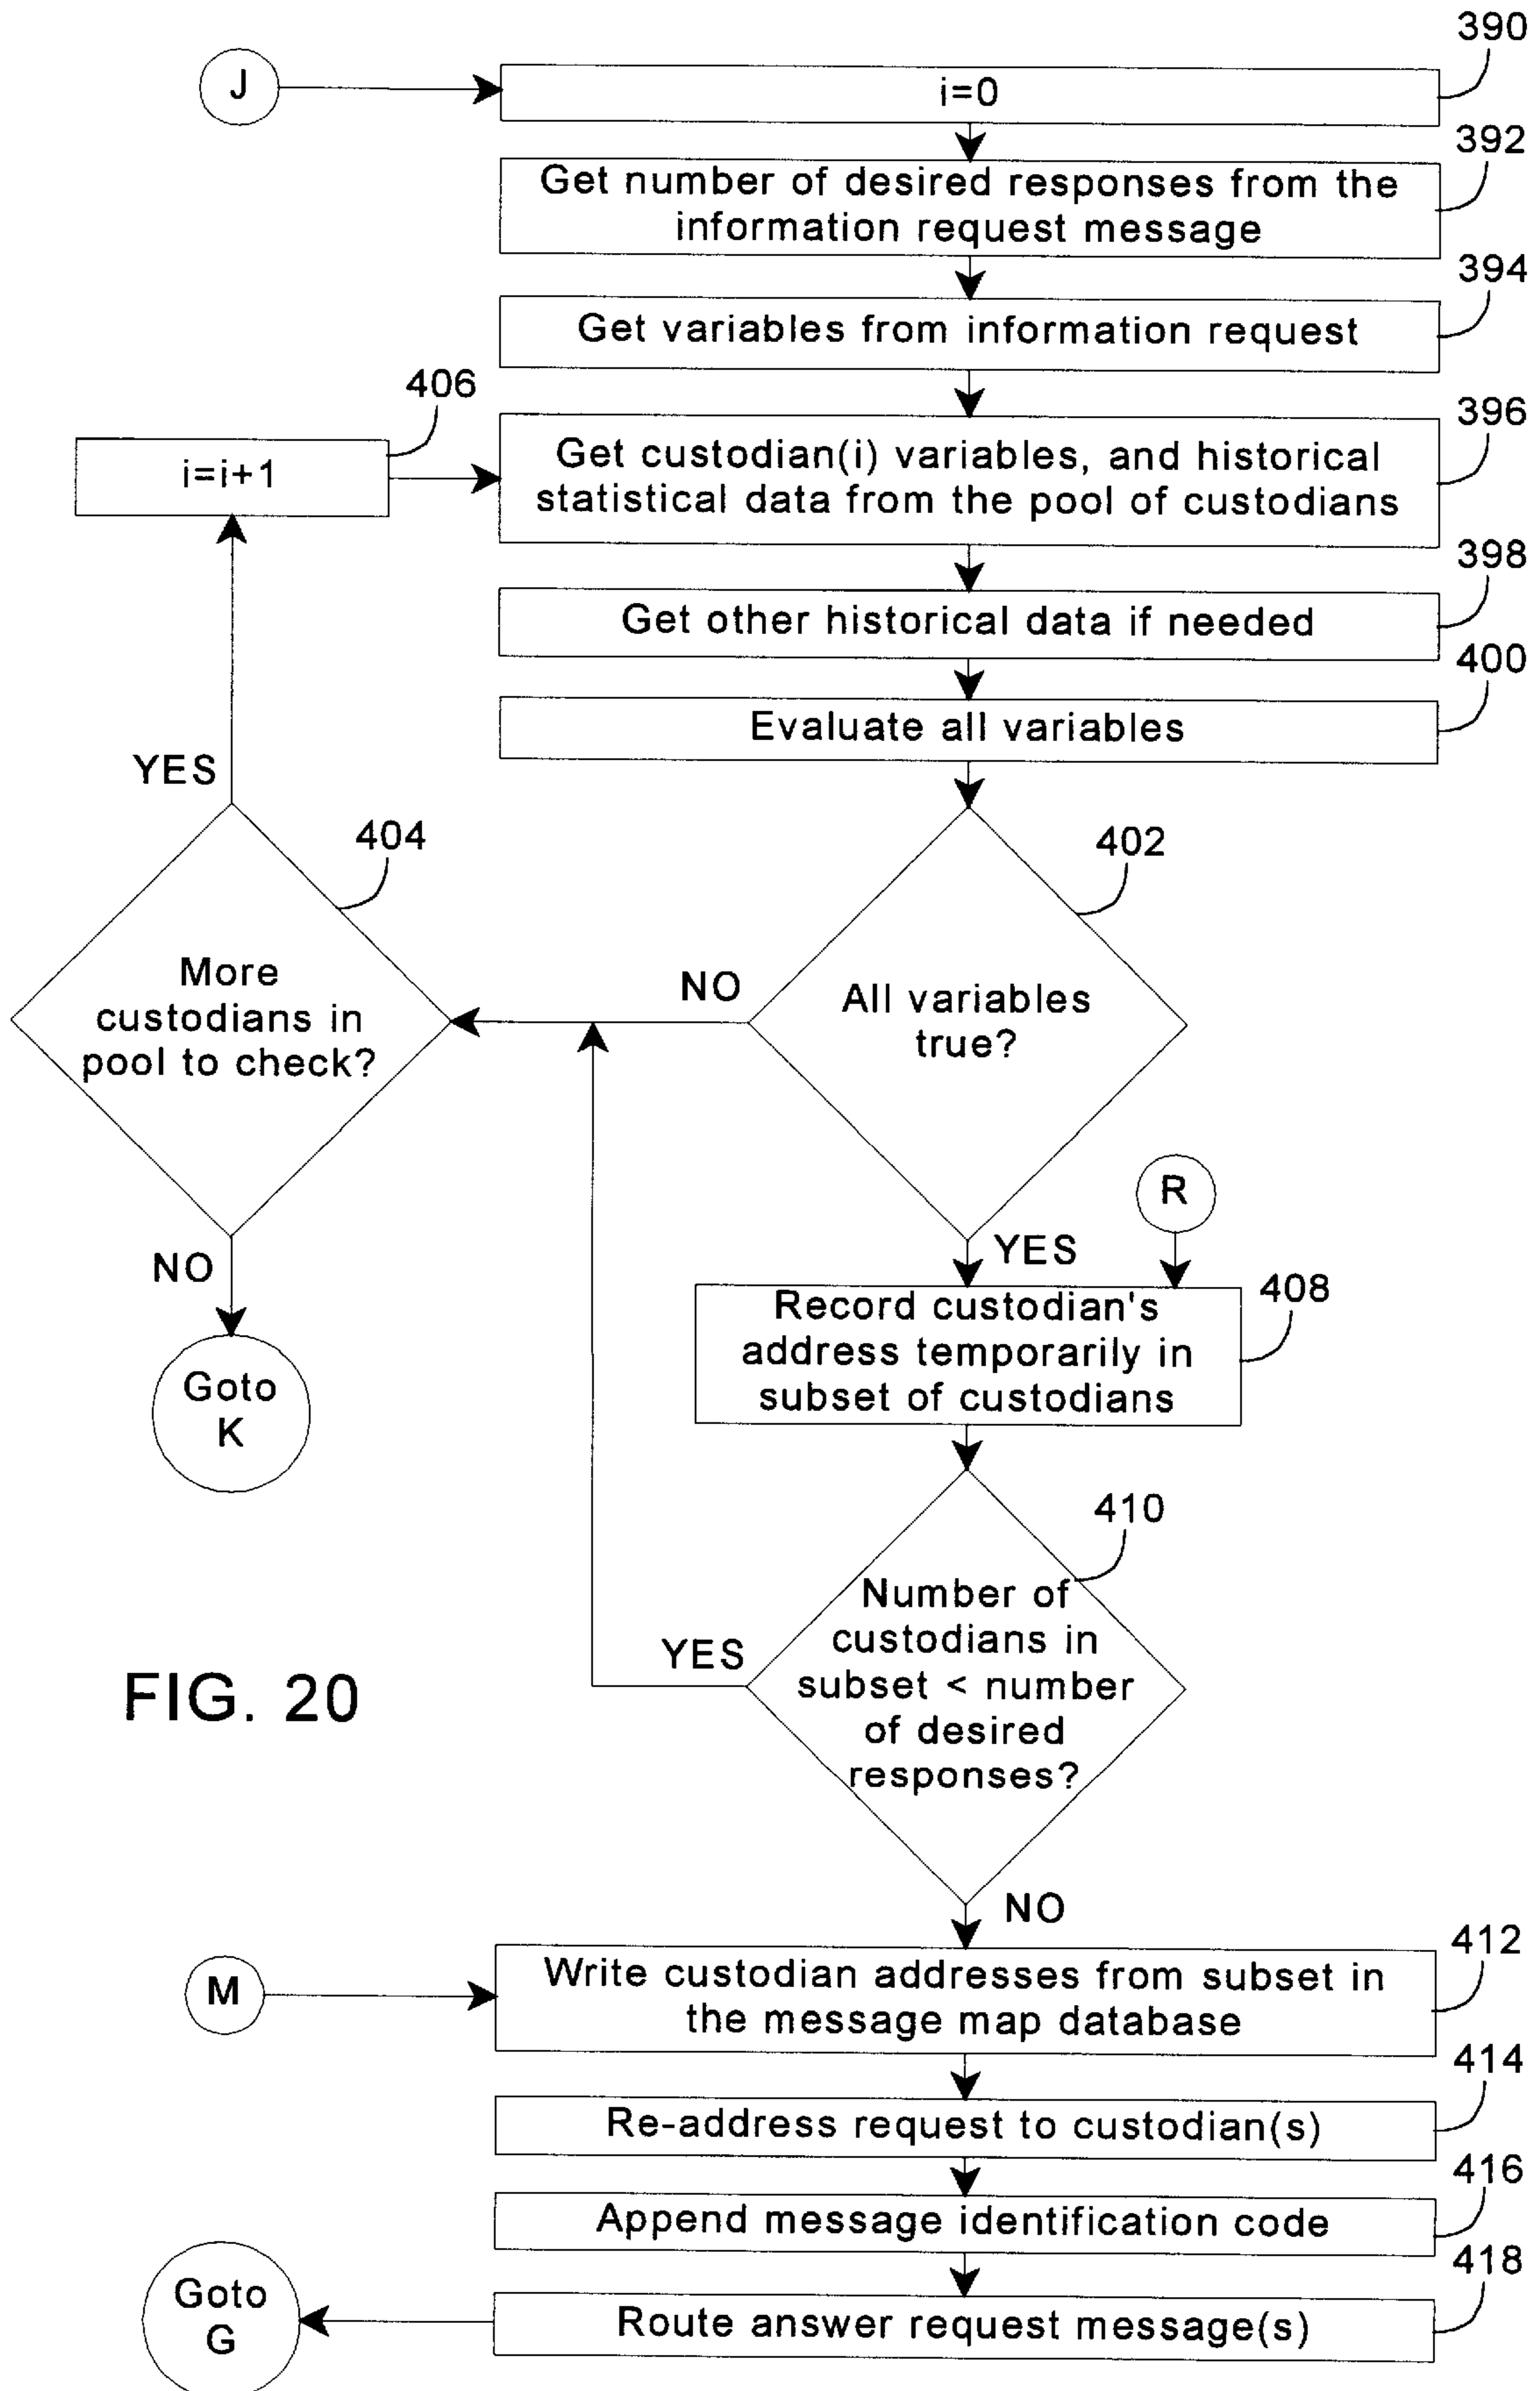 390
J
i=0
392
Get number of desired responses from the
information request message
394
Get variables from information request
406
396
i=i+1
Get custodian(i) variables, and historical
statistical data from the pool of custodians
398
Get other historical data if needed
400
Evaluate all variables
YES
404
402
More
custodians in
pool to check?
NO
All variables
true?
R
NO
YES
408
Record custodian's
address temporarily in
subset of custodians
Goto
K
410
Number of
custodians in
subset < number
of desired
responses?
YES
FIG. 20
NO
412
M
Write custodian addresses from subset in
the message map database
414
Re-address request to custodian(s)
416
Append message identification code
418
Goto
G
Route answer request message(s)